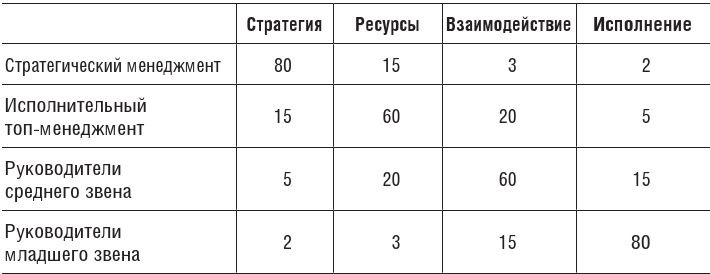 Стратегия Ресурсы Взаимодействие Исполнение
Стратегический менеджмент 80 15 3 2
Исполнительный
топ-менеджмент 15 60 20 5
Руководители
среднего звена 5 20 60 15
Руководители
младшего звена 2 3 15 80